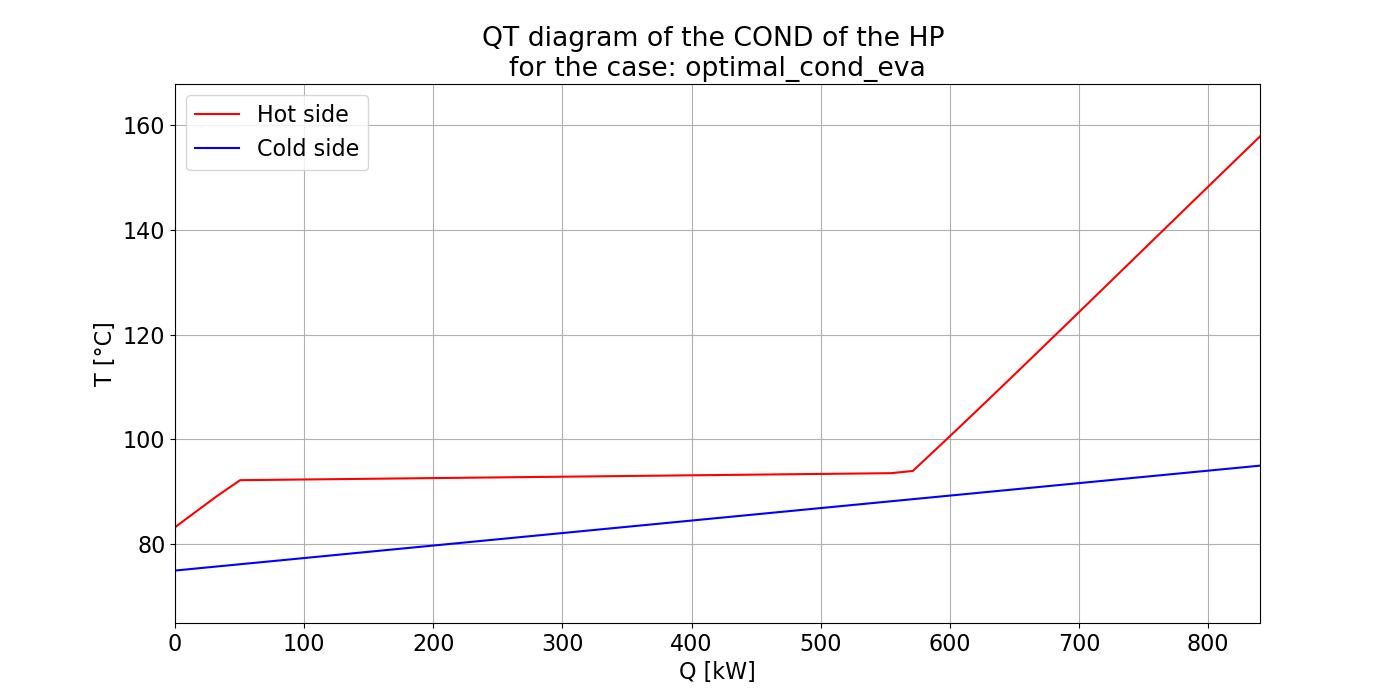 QT diagram of the COND of the HP
for the case: optimal_cond_eva
Hot side
Cold side
T [°C]
160
140
120
100
80
0 100 200 300 400 500 600 700 800
Q [kW]